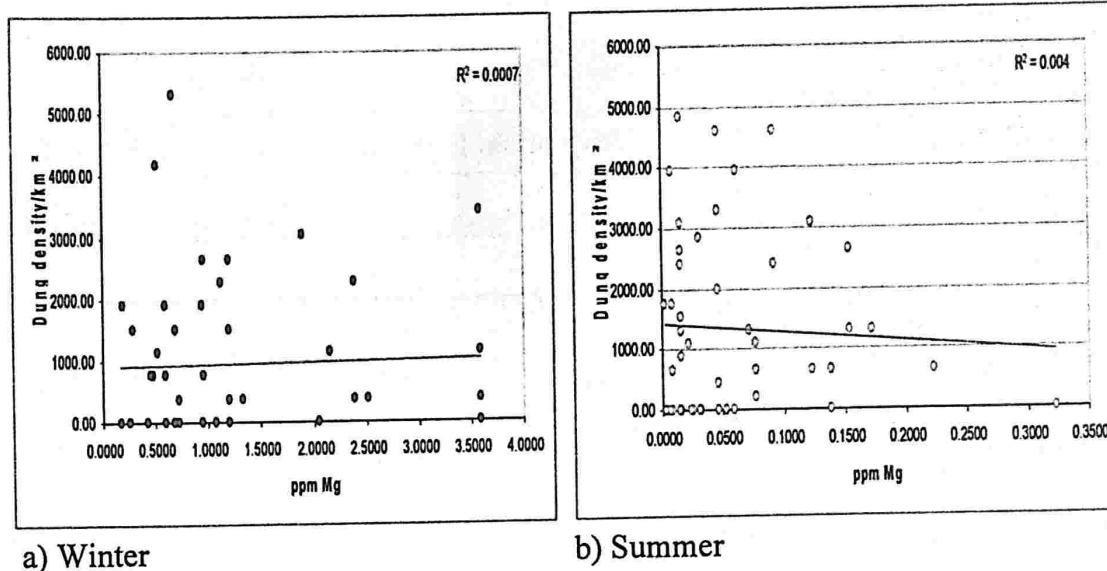 6000.00
R² = 0.0007
5000.00
4000.00
3000.00
2000.00
1000.00
0.00
0.0000 0.5000 1.0000 1.5000 2.0000 2.5000 3.0000 3.5000 4.0000
Dung density/km²
ppm Mg
a) Winter
6000.00
R² = 0.004
5000.00
4000.00
3000.00
2000.00
1000.00
0.00
0.0000 0.0500 0.1000 0.1500 0.2000 0.2500 0.3000 0.3500
Dung density/km²
ppm Mg
b) Summer